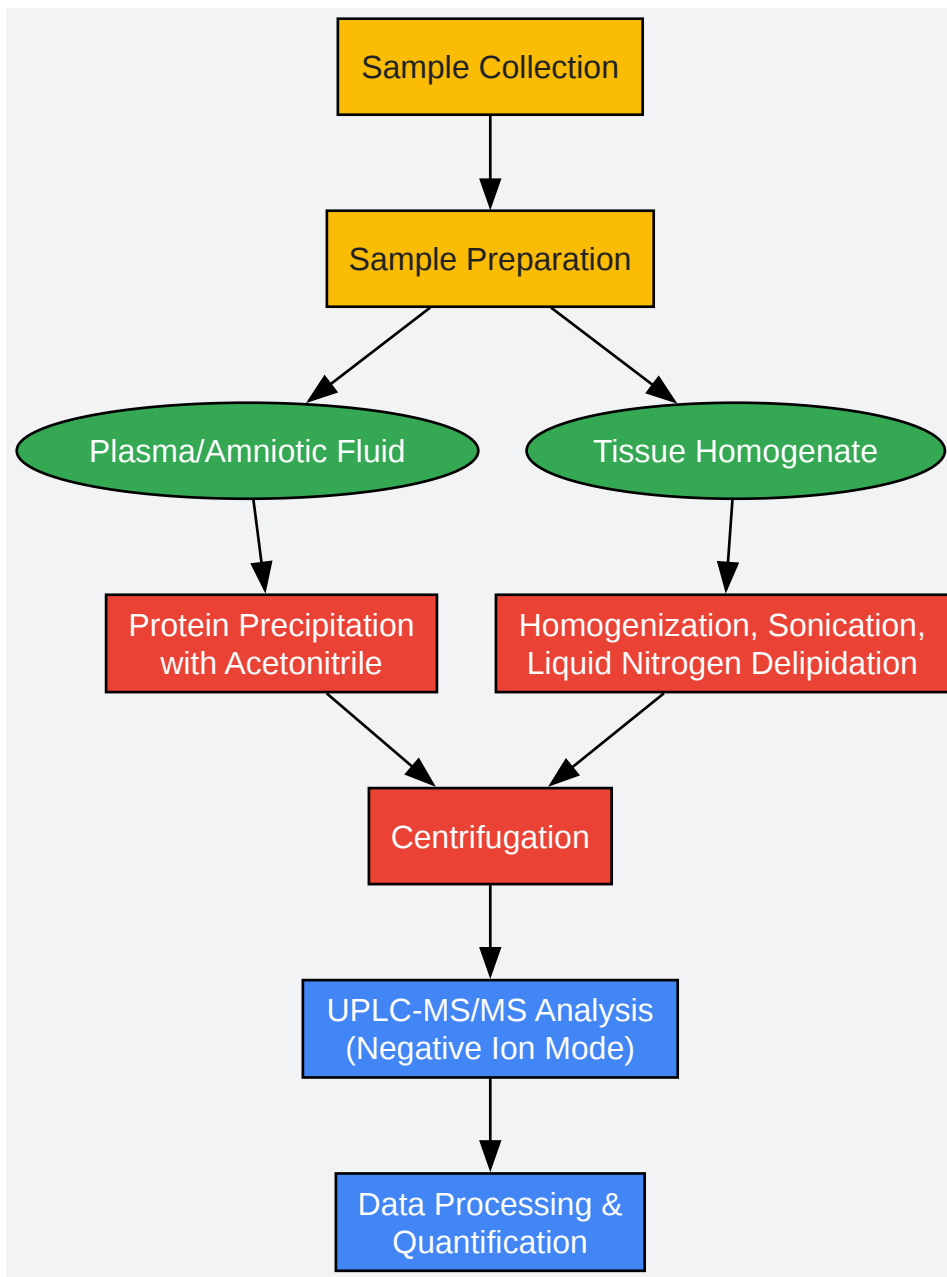 Sample Collection
Sample Preparation
Plasma/Amniotic Fluid
Tissue Homogenate
Protein Precipitation
with Acetonitrile
Homogenization, Sonication,
Liquid Nitrogen Delipidation
Centrifugation
UPLC-MS/MS Analysis
(Negative Ion Mode)
Data Processing &
Quantification